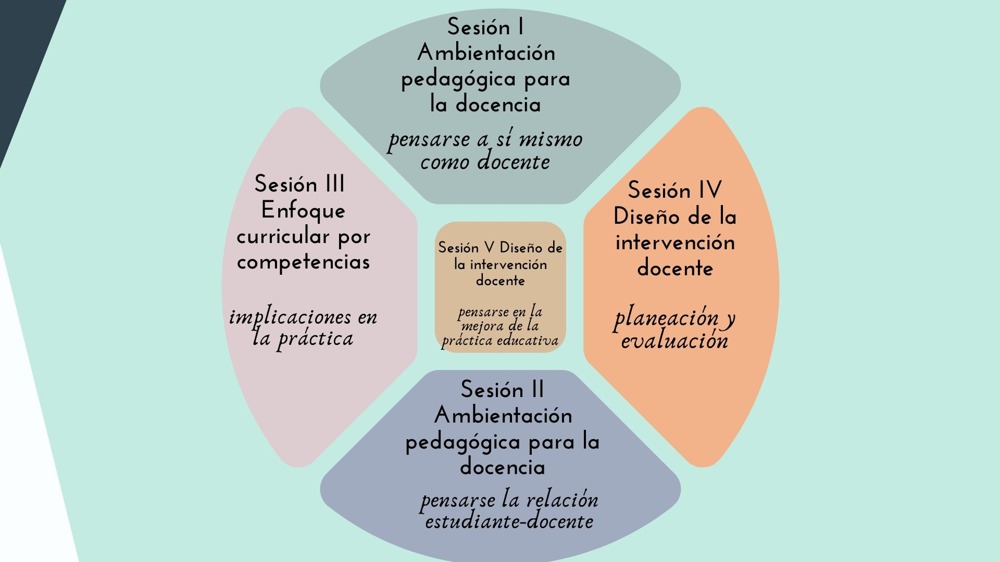 Sesión I
Ambientación
pedagógica para
la docencia
pensarse a sí mismo
como docente
Sesión III
Enfoque
curricular por
competencias
implicaciones en
la práctica
Sesión V Diseño de
la intervención
docente
pensarse en la
mejora de la
práctica educativa
Sesión IV
Diseño de la
intervención
docente
planeación y
evaluación
Sesión II
Ambientación
pedagógica para la
docencia
pensarse la relación
estudiante-docente